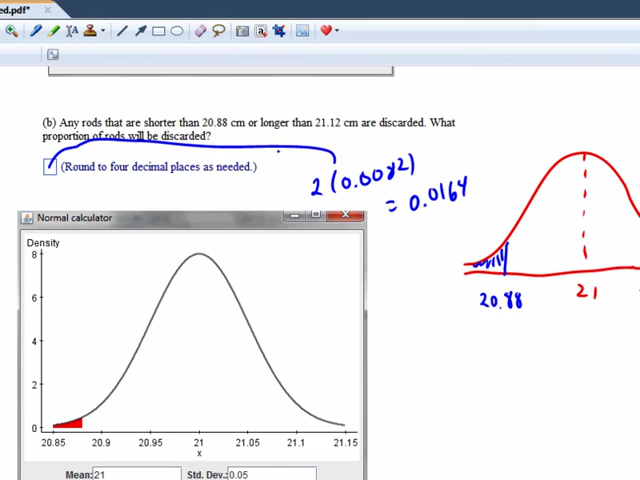 ed.pdf*
(b) Any rods that are shorter than 20.88 cm or longer than 21.12 cm are discarded. What
proportion of rods will be discarded?
(Round to four decimal places as needed.)
2 (0.0082)
= 0.0164
20.88
21
Normal calculator
Density
8
6
4
2
0
20.85 20.9 20.95 21 21.05 21.1 21.15
x
Mean: 21 Std. Dev.: 0.05